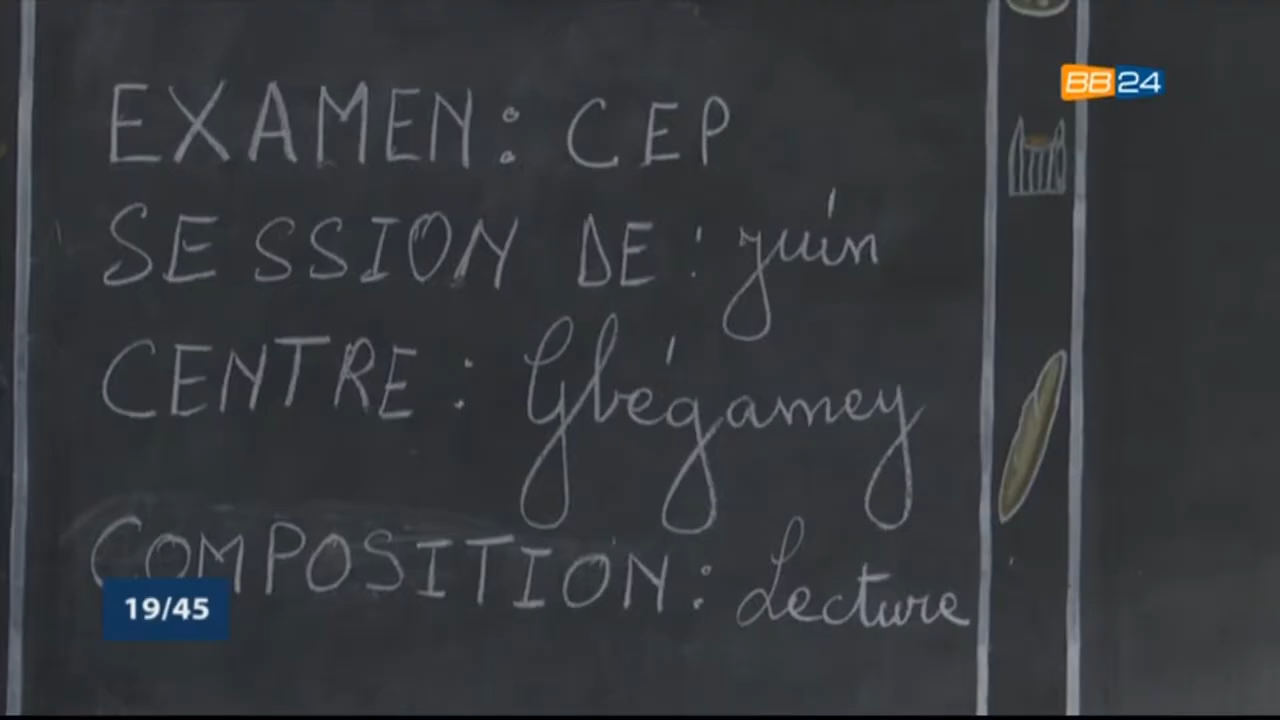 BB24
EXAMEN : CEP
SESSION DE : juin
CENTRE : Gbégamey
COMPOSITION : Lecture
19/45